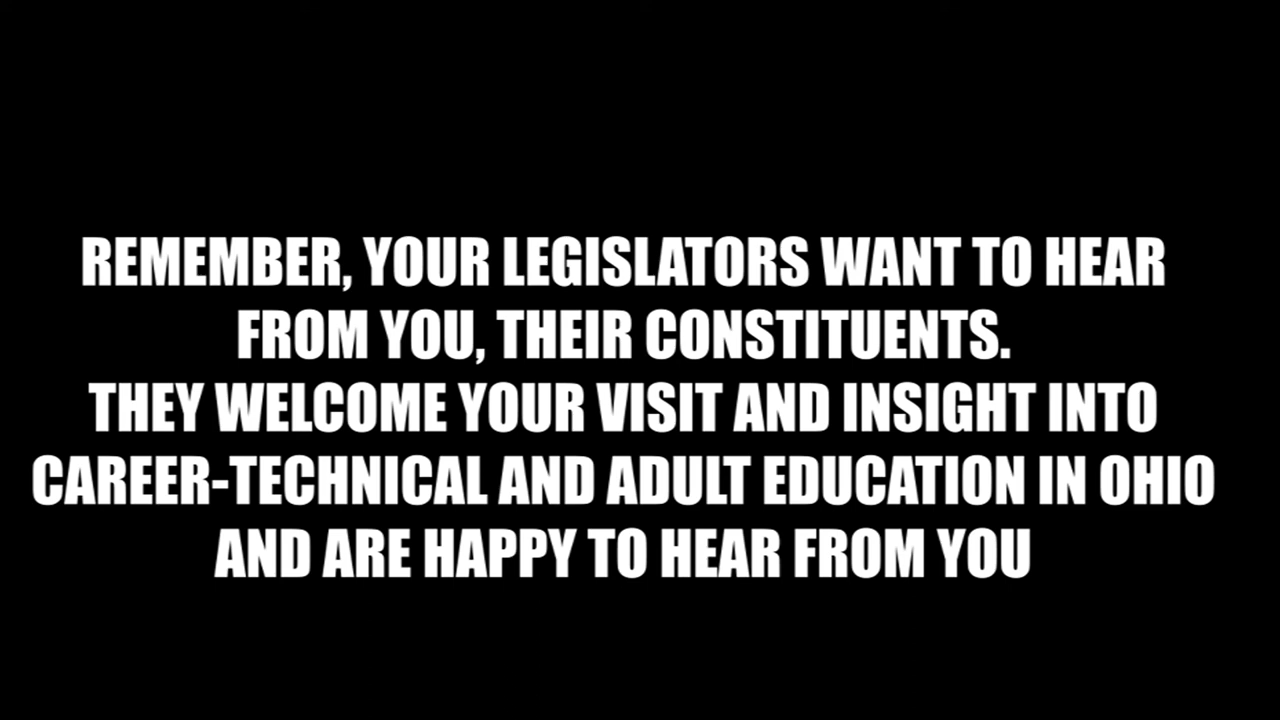 REMEMBER, YOUR LEGISLATORS WANT TO HEAR
FROM YOU, THEIR CONSTITUENTS.
THEY WELCOME YOUR VISIT AND INSIGHT INTO
CAREER-TECHNICAL AND ADULT EDUCATION IN OHIO
AND ARE HAPPY TO HEAR FROM YOU